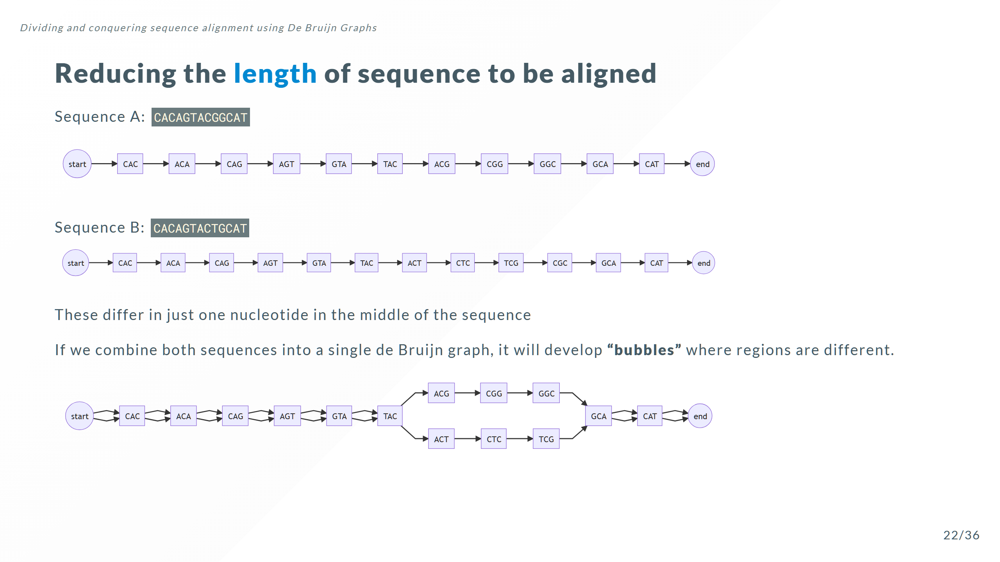 Dividing and conquering sequence alignment using De Bruijn Graphs
Reducing the length of sequence to be aligned
Sequence A: CACAGTACGGCAT
start CAC ACA CAG AGT GTA TAC ACG CGG GGC GCA CAT end
Sequence B: CACAGTACTGCAT
start CAC ACA CAG AGT GTA TAC ACT CTC TCG CGC GCA CAT end
These differ in just one nucleotide in the middle of the sequence
If we combine both sequences into a single de Bruijn graph, it will develop “bubbles” where regions are different.
ACG CGG GGC
start CAC ACA CAG AGT GTA TAC GCA CAT end
ACT CTC TCG
22/36